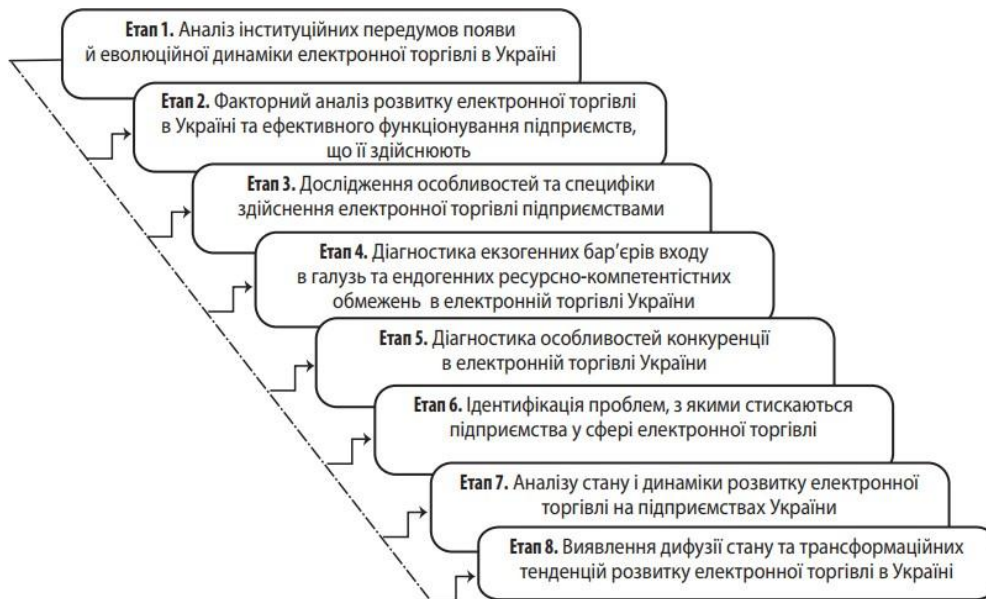 Етап 1. Аналіз інституційних передумов появи
й еволюційної динаміки електронної торгівлі в Україні
Етап 2. Факторний аналіз розвитку електронної торгівлі
в Україні та ефективного функціонування підприємств,
що її здійснюють
Етап 3. Дослідження особливостей та специфіки
здійснення електронної торгівлі підприємствами
Етап 4. Діагностика екзогенних бар’єрів входу
в галузь та ендогенних ресурсно-компетентістних
обмежень в електронній торгівлі України
Етап 5. Діагностика особливостей конкуренції
в електронній торгівлі України
Етап 6. Ідентифікація проблем, з якими стискаються
підприємства у сфері електронної торгівлі
Етап 7. Аналізу стану і динаміки розвитку електронної
торгівлі на підприємствах України
Етап 8. Виявлення дифузії стану та трансформаційних
тенденцій розвитку електронної торгівлі в Україні